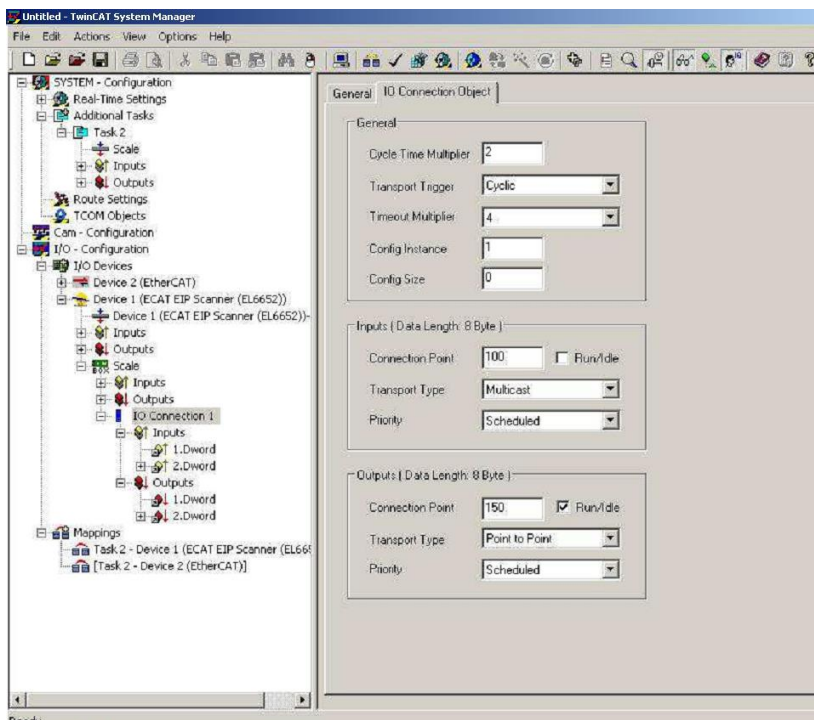 Untitled - TwinCAT System Manager
File Edit Actions View Options Help
SYSTEM - Configuration
Real-Time Settings
Additional Tasks
Task 2
Scale
Inputs
Outputs
Route Settings
TCOM Objects
Cam - Configuration
I/O - Configuration
I/O Devices
Device 2 (EtherCAT)
Device 1 (ECAT EIP Scanner (EL6652))
Device 1 (ECAT EIP Scanner (EL6652))-
Inputs
Outputs
Scale
Inputs
Outputs
IO Connection 1
Inputs
1.Dword
2.Dword
Outputs
1.Dword
2.Dword
Mappings
Task 2 - Device 1 (ECAT EIP Scanner (EL665
[Task 2 - Device 2 (EtherCAT)]
General IO Connection Object
General
Cycle Time Multiplier 2
Transport Trigger Cyclic
Timeout Multiplier 4
Config Instance 1
Config Size 0
Inputs ( Data Length: 8 Byte )
Connection Point 100 Run/Idle
Transport Type Multicast
Priority Scheduled
Outputs ( Data Length: 8 Byte )
Connection Point 150 Run/Idle
Transport Type Point to Point
Priority Scheduled